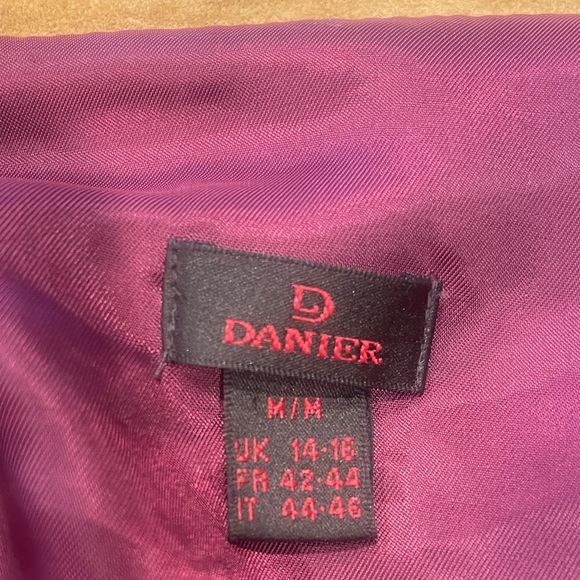 D
DANIER
M/M
UK 14-16
FR 42-44
IT 44-46